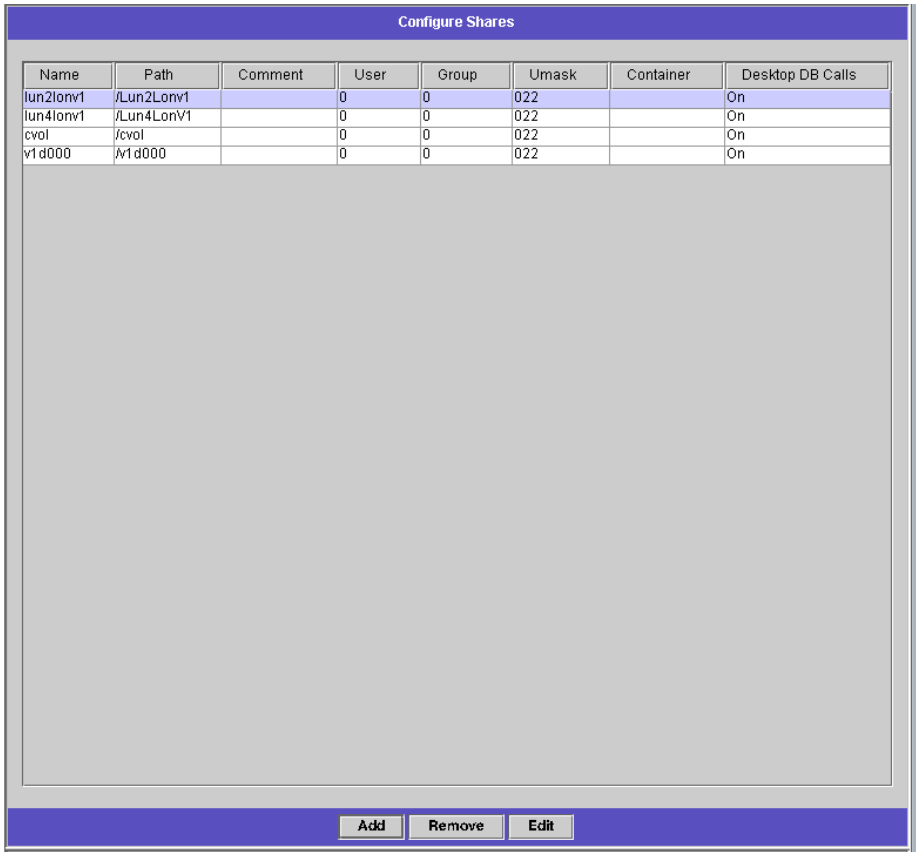 Configure Shares
Name Path Comment User Group Umask Container Desktop DB Calls
lun2lonv1 /Lun2Lonv1 0 0 022 On
lun4lonv1 /Lun4LonV1 0 0 022 On
cvol /cvol 0 0 022 On
v1d000 /v1d000 0 0 022 On
Add Remove Edit